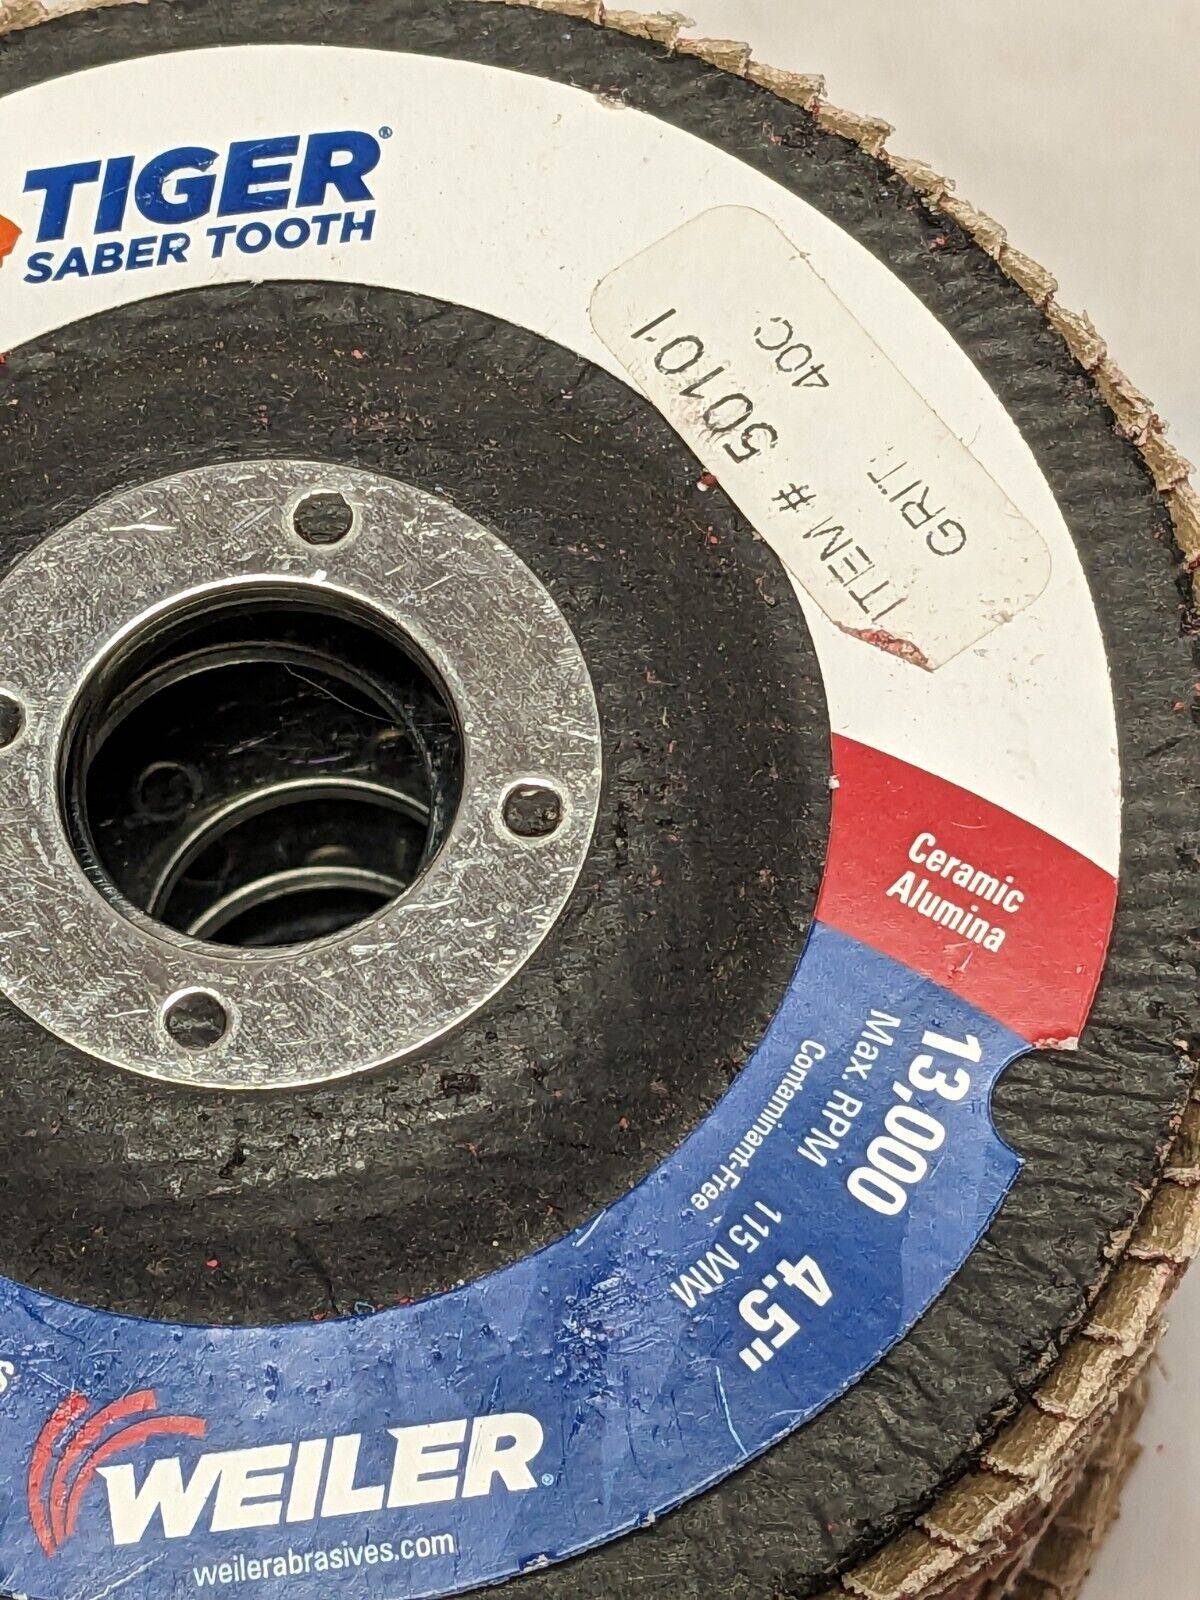 TIGER®
SABER TOOTH
ITEM # 50101
GRIT: 40C
Ceramic
Alumina
13,000
Max. RPM
Contaminant-Free*
4.5"
115 MM
WEILER®
weilerabrasives.com